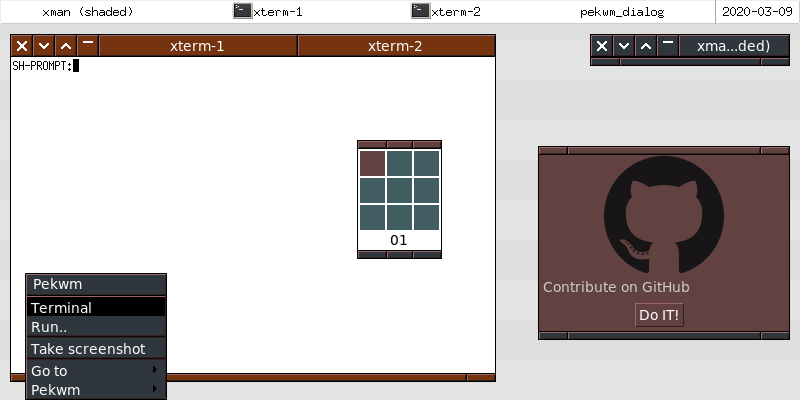 xman (shaded) xterm-1 xterm-2 pekwm_dialog 2020-03-09
xterm-1 xterm-2
xma...ded)
SH-PROMPT:
01
Pekwm
Terminal
Run..
Take screenshot
Go to
Pekwm
Contribute on GitHub
Do IT!